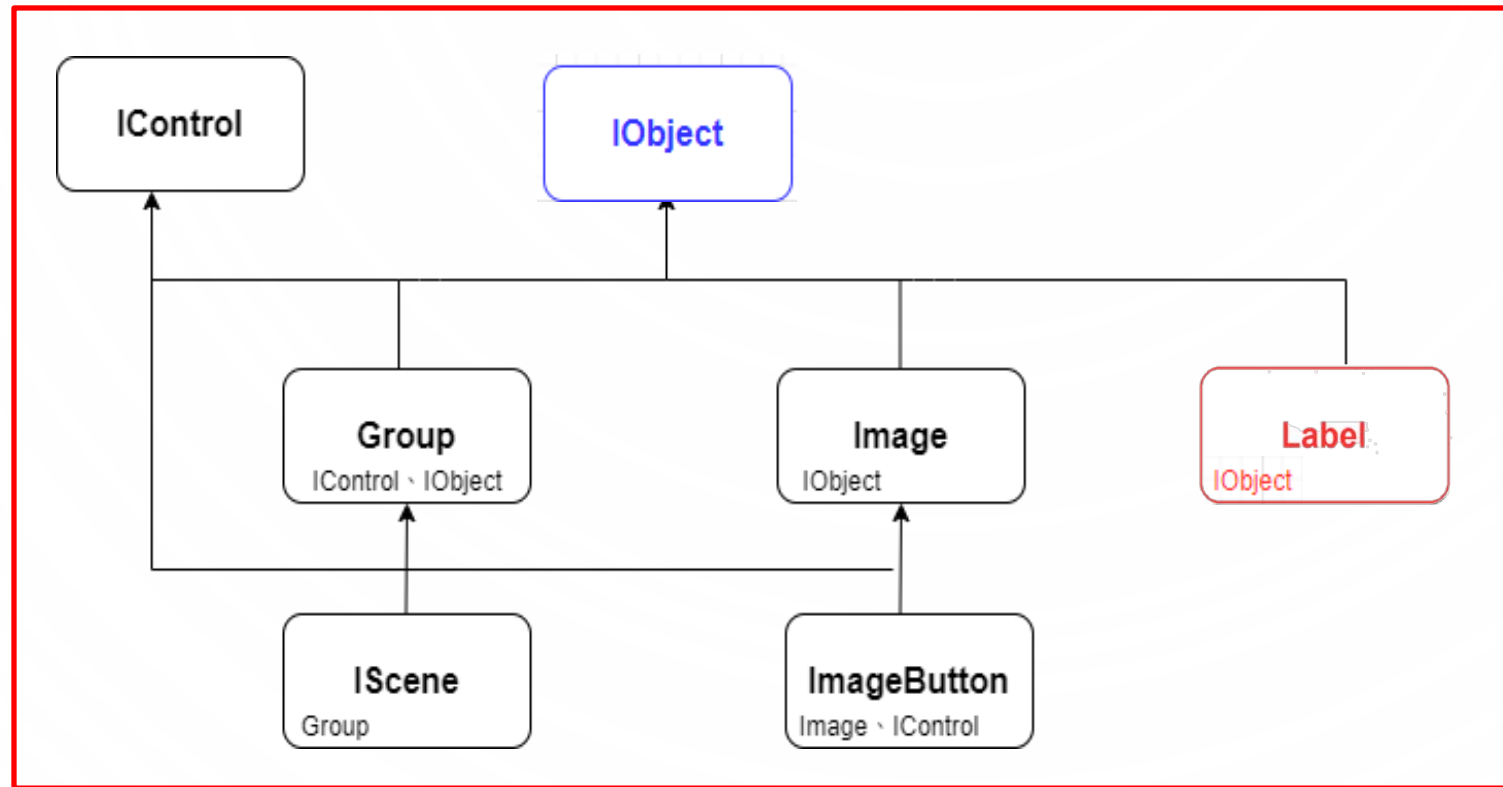 IControl
IObject
Group
IControl、IObject
Image
IObject
Label
IObject
IScene
Group
ImageButton
Image、IControl